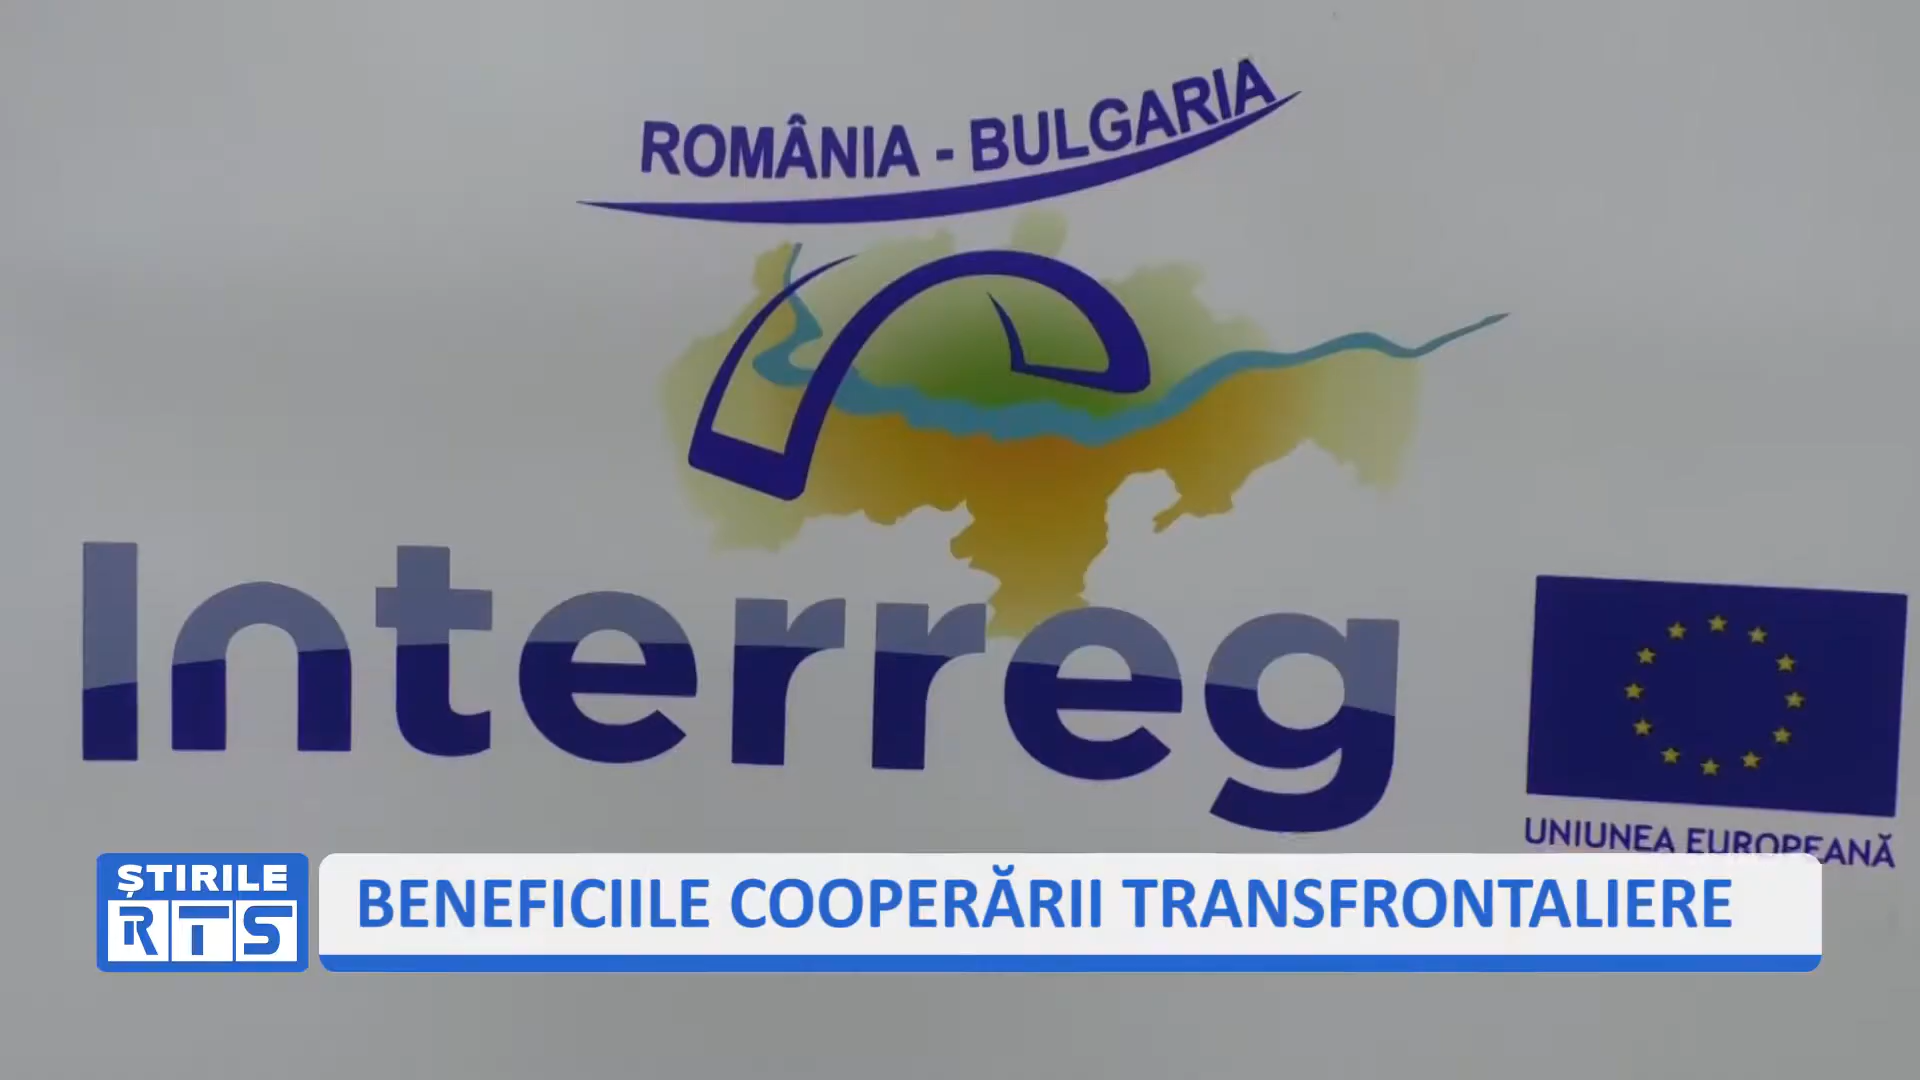 ROMÂNIA - BULGARIA
Interreg
UNIUNEA EUROPEANĂ
ȘTIRILE
RTS
BENEFICIILE COOPERĂRII TRANSFRONTALIERE